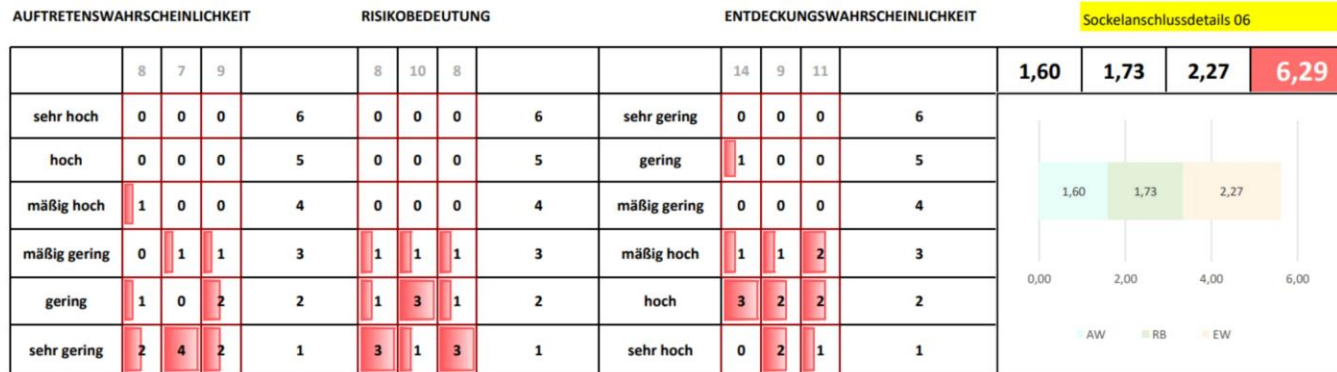 AUFTRETENSWAHRSCHEINLICHKEIT RISIKOBEDEUTUNG ENTDECKUNGSWAHRSCHEINLICHKEIT Sockelanschlussdetails 06
8 7 9 8 10 8 14 9 11 1,60 1,73 2,27 6,29
sehr hoch 0 0 0 6 0 0 0 6 sehr gering 0 0 0 6
hoch 0 0 0 5 0 0 0 5 gering 1 0 0 5
mäßig hoch 1 0 0 4 0 0 0 4 mäßig gering 0 0 0 4
mäßig gering 0 1 1 3 1 1 1 3 mäßig hoch 1 1 2 3
gering 1 0 2 2 1 3 1 2 hoch 3 2 2 2
sehr gering 2 4 2 1 3 1 3 1 sehr hoch 0 2 1 1
1,60 1,73 2,27
0,00 2,00 4,00 6,00
AW RB EW